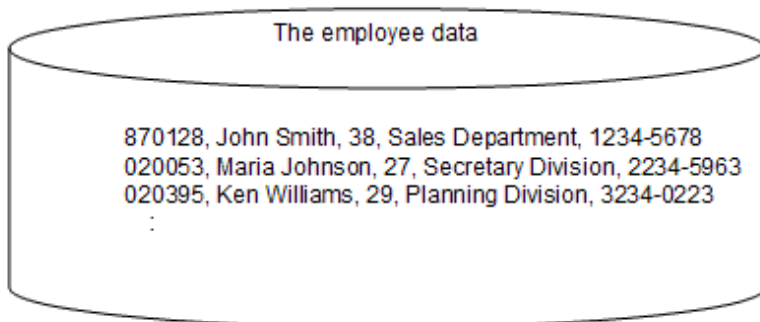 The employee data
870128, John Smith, 38, Sales Department, 1234-5678
020053, Maria Johnson, 27, Secretary Division, 2234-5963
020395, Ken Williams, 29, Planning Division, 3234-0223
: